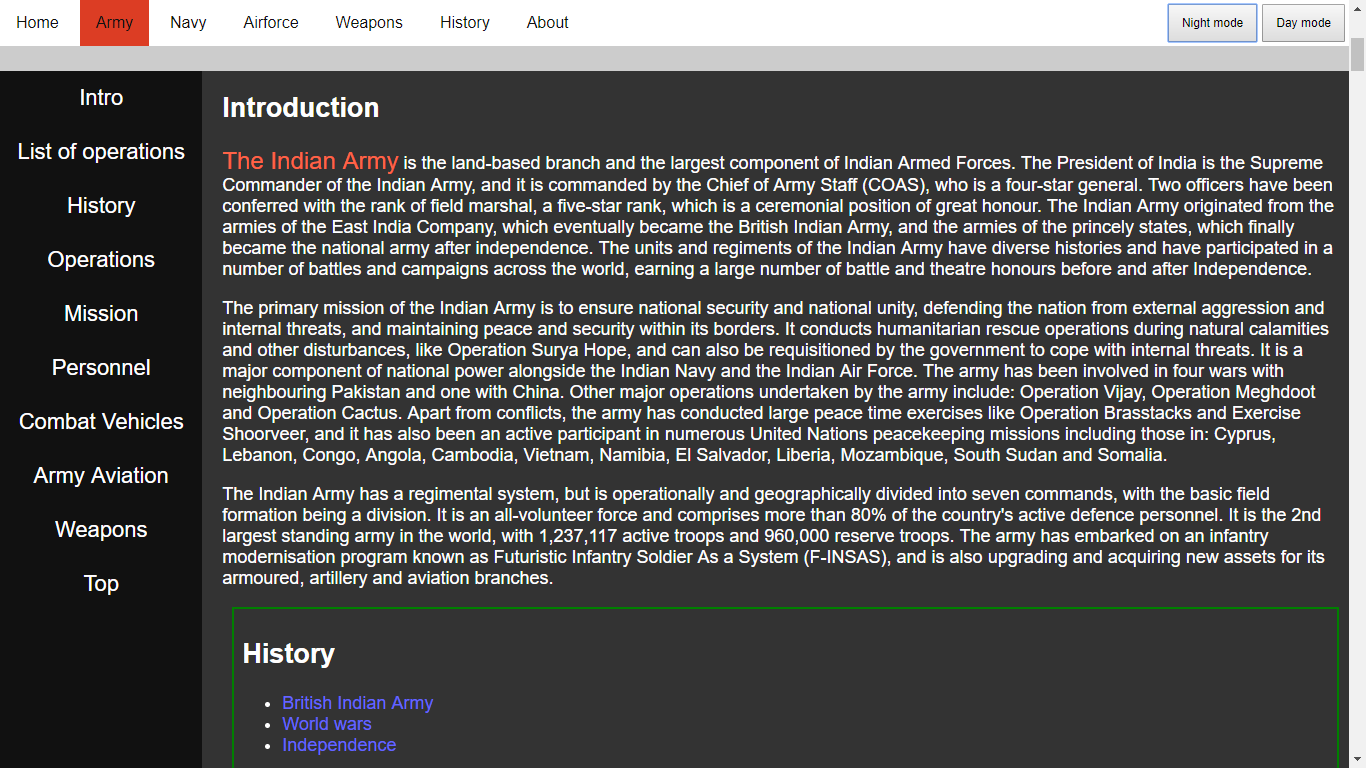 Home Army Navy Airforce Weapons History About Night mode Day mode
Intro
List of operations
History
Operations
Mission
Personnel
Combat Vehicles
Army Aviation
Weapons
Top
Introduction
The Indian Army is the land-based branch and the largest component of Indian Armed Forces. The President of India is the Supreme
Commander of the Indian Army, and it is commanded by the Chief of Army Staff (COAS), who is a four-star general. Two officers have been
conferred with the rank of field marshal, a five-star rank, which is a ceremonial position of great honour. The Indian Army originated from the
armies of the East India Company, which eventually became the British Indian Army, and the armies of the princely states, which finally
became the national army after independence. The units and regiments of the Indian Army have diverse histories and have participated in a
number of battles and campaigns across the world, earning a large number of battle and theatre honours before and after Independence.
The primary mission of the Indian Army is to ensure national security and national unity, defending the nation from external aggression and
internal threats, and maintaining peace and security within its borders. It conducts humanitarian rescue operations during natural calamities
and other disturbances, like Operation Surya Hope, and can also be requisitioned by the government to cope with internal threats. It is a
major component of national power alongside the Indian Navy and the Indian Air Force. The army has been involved in four wars with
neighbouring Pakistan and one with China. Other major operations undertaken by the army include: Operation Vijay, Operation Meghdoot
and Operation Cactus. Apart from conflicts, the army has conducted large peace time exercises like Operation Brasstacks and Exercise
Shoorveer, and it has also been an active participant in numerous United Nations peacekeeping missions including those in: Cyprus,
Lebanon, Congo, Angola, Cambodia, Vietnam, Namibia, El Salvador, Liberia, Mozambique, South Sudan and Somalia.
The Indian Army has a regimental system, but is operationally and geographically divided into seven commands, with the basic field
formation being a division. It is an all-volunteer force and comprises more than 80% of the country's active defence personnel. It is the 2nd
largest standing army in the world, with 1,237,117 active troops and 960,000 reserve troops. The army has embarked on an infantry
modernisation program known as Futuristic Infantry Soldier As a System (F-INSAS), and is also upgrading and acquiring new assets for its
armoured, artillery and aviation branches.
History
British Indian Army
World wars
Independence